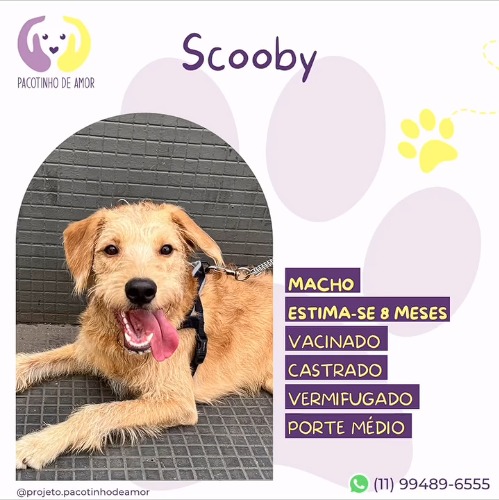 Scooby
PACOTINHO DE AMOR
MACHO
ESTIMA-SE 8 MESES
VACINADO
CASTRADO
VERMIFUGADO
PORTE MÉDIO
@projeto.pacotinhodeamor
(11) 99489-6555